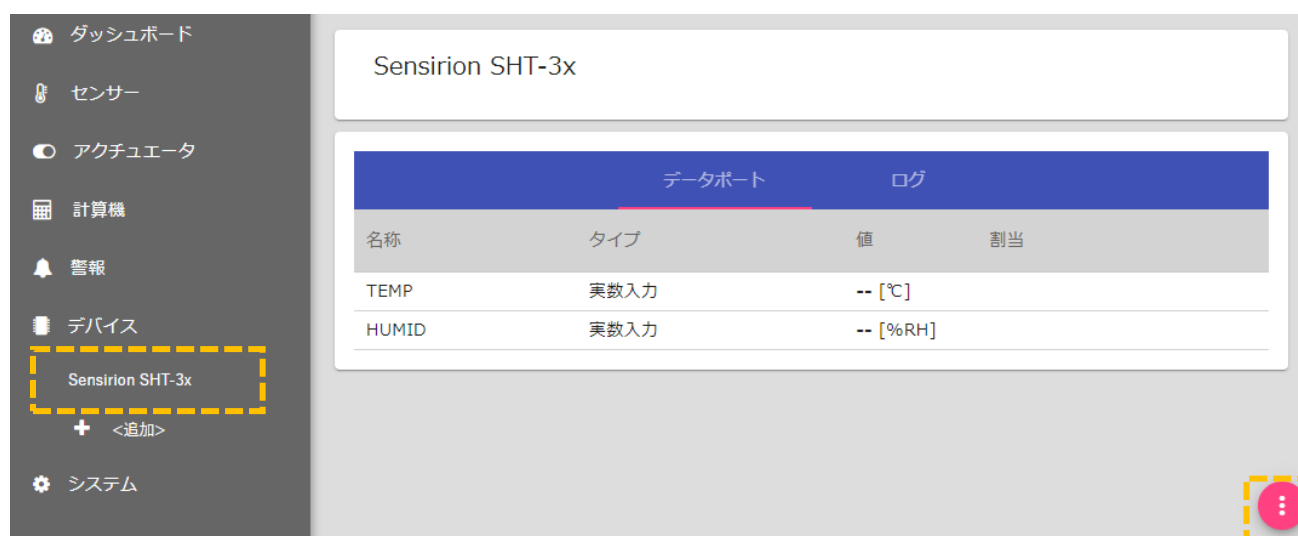 ダッシュボード
センサー
アクチュエータ
計算機
警報
デバイス
Sensirion SHT-3x
<追加>
システム
Sensirion SHT-3x
データポート ログ
名称 タイプ 値 割当
TEMP 実数入力 -- [℃]
HUMID 実数入力 -- [%RH]